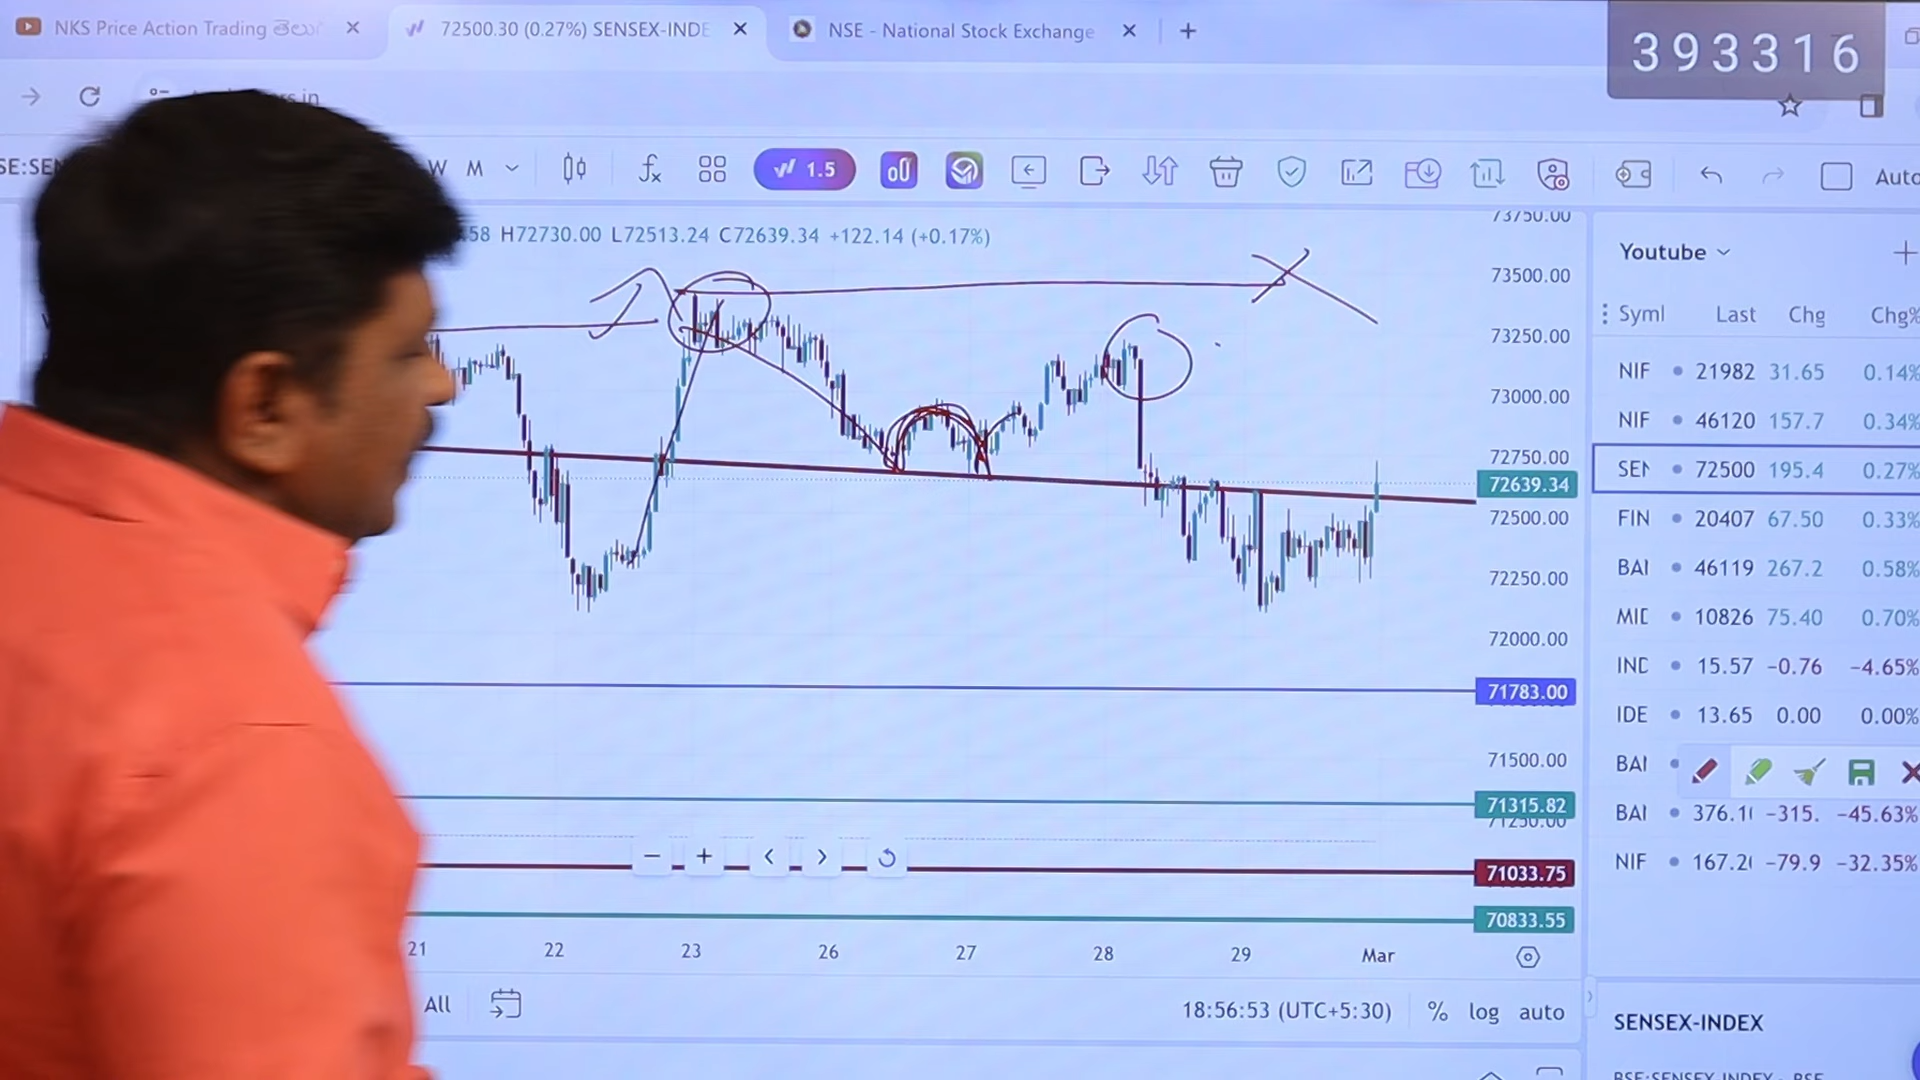 NKS Price Action Trading తెలుగు
72500.30 (0.27%) SENSEX-INDE
NSE - National Stock Exchange
393316
SE:SEN
W M
1.5
Auto
.58 H72730.00 L72513.24 C72639.34 +122.14 (+0.17%)
73750.00
73500.00
73250.00
73000.00
72750.00
72639.34
72500.00
72250.00
72000.00
71783.00
71500.00
71315.82
71250.00
71033.75
70833.55
21 22 23 26 27 28 29 Mar
All
18:56:53 (UTC+5:30) % log auto
Youtube
Syml Last Chg Chg%
NIF 21982 31.65 0.14%
NIF 46120 157.7 0.34%
SEN 72500 195.4 0.27%
FIN 20407 67.50 0.33%
BAI 46119 267.2 0.58%
MIC 10826 75.40 0.70%
IND 15.57 -0.76 -4.65%
IDE 13.65 0.00 0.00%
BAI
BAI 376.1 -315. -45.63%
NIF 167.2 -79.9 -32.35%
SENSEX-INDEX
BSE:SENSEX-INDEX - BSE